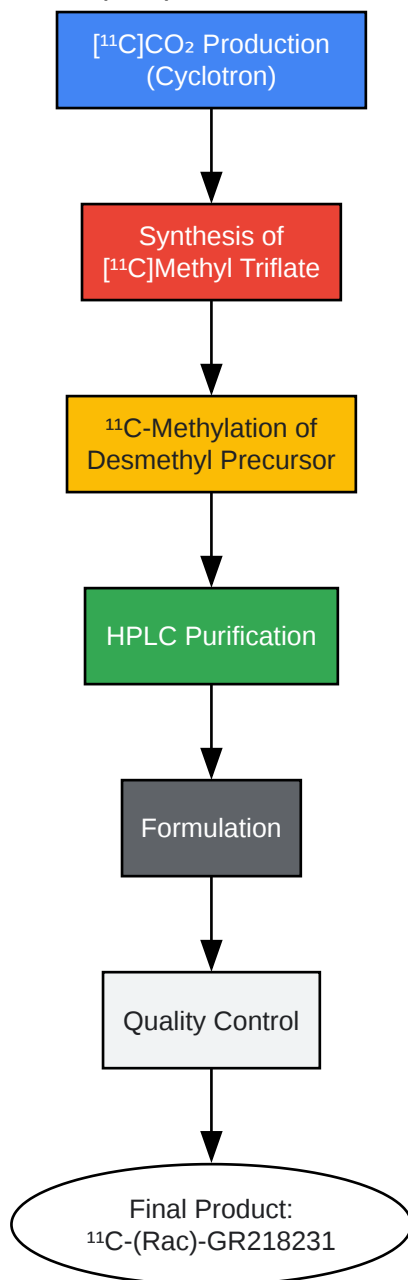 [¹¹C]CO₂ Production
(Cyclotron)
Synthesis of
[¹¹C]Methyl Triflate
¹¹C-Methylation of
Desmethyl Precursor
HPLC Purification
Formulation
Quality Control
Final Product:
¹¹C-(Rac)-GR218231